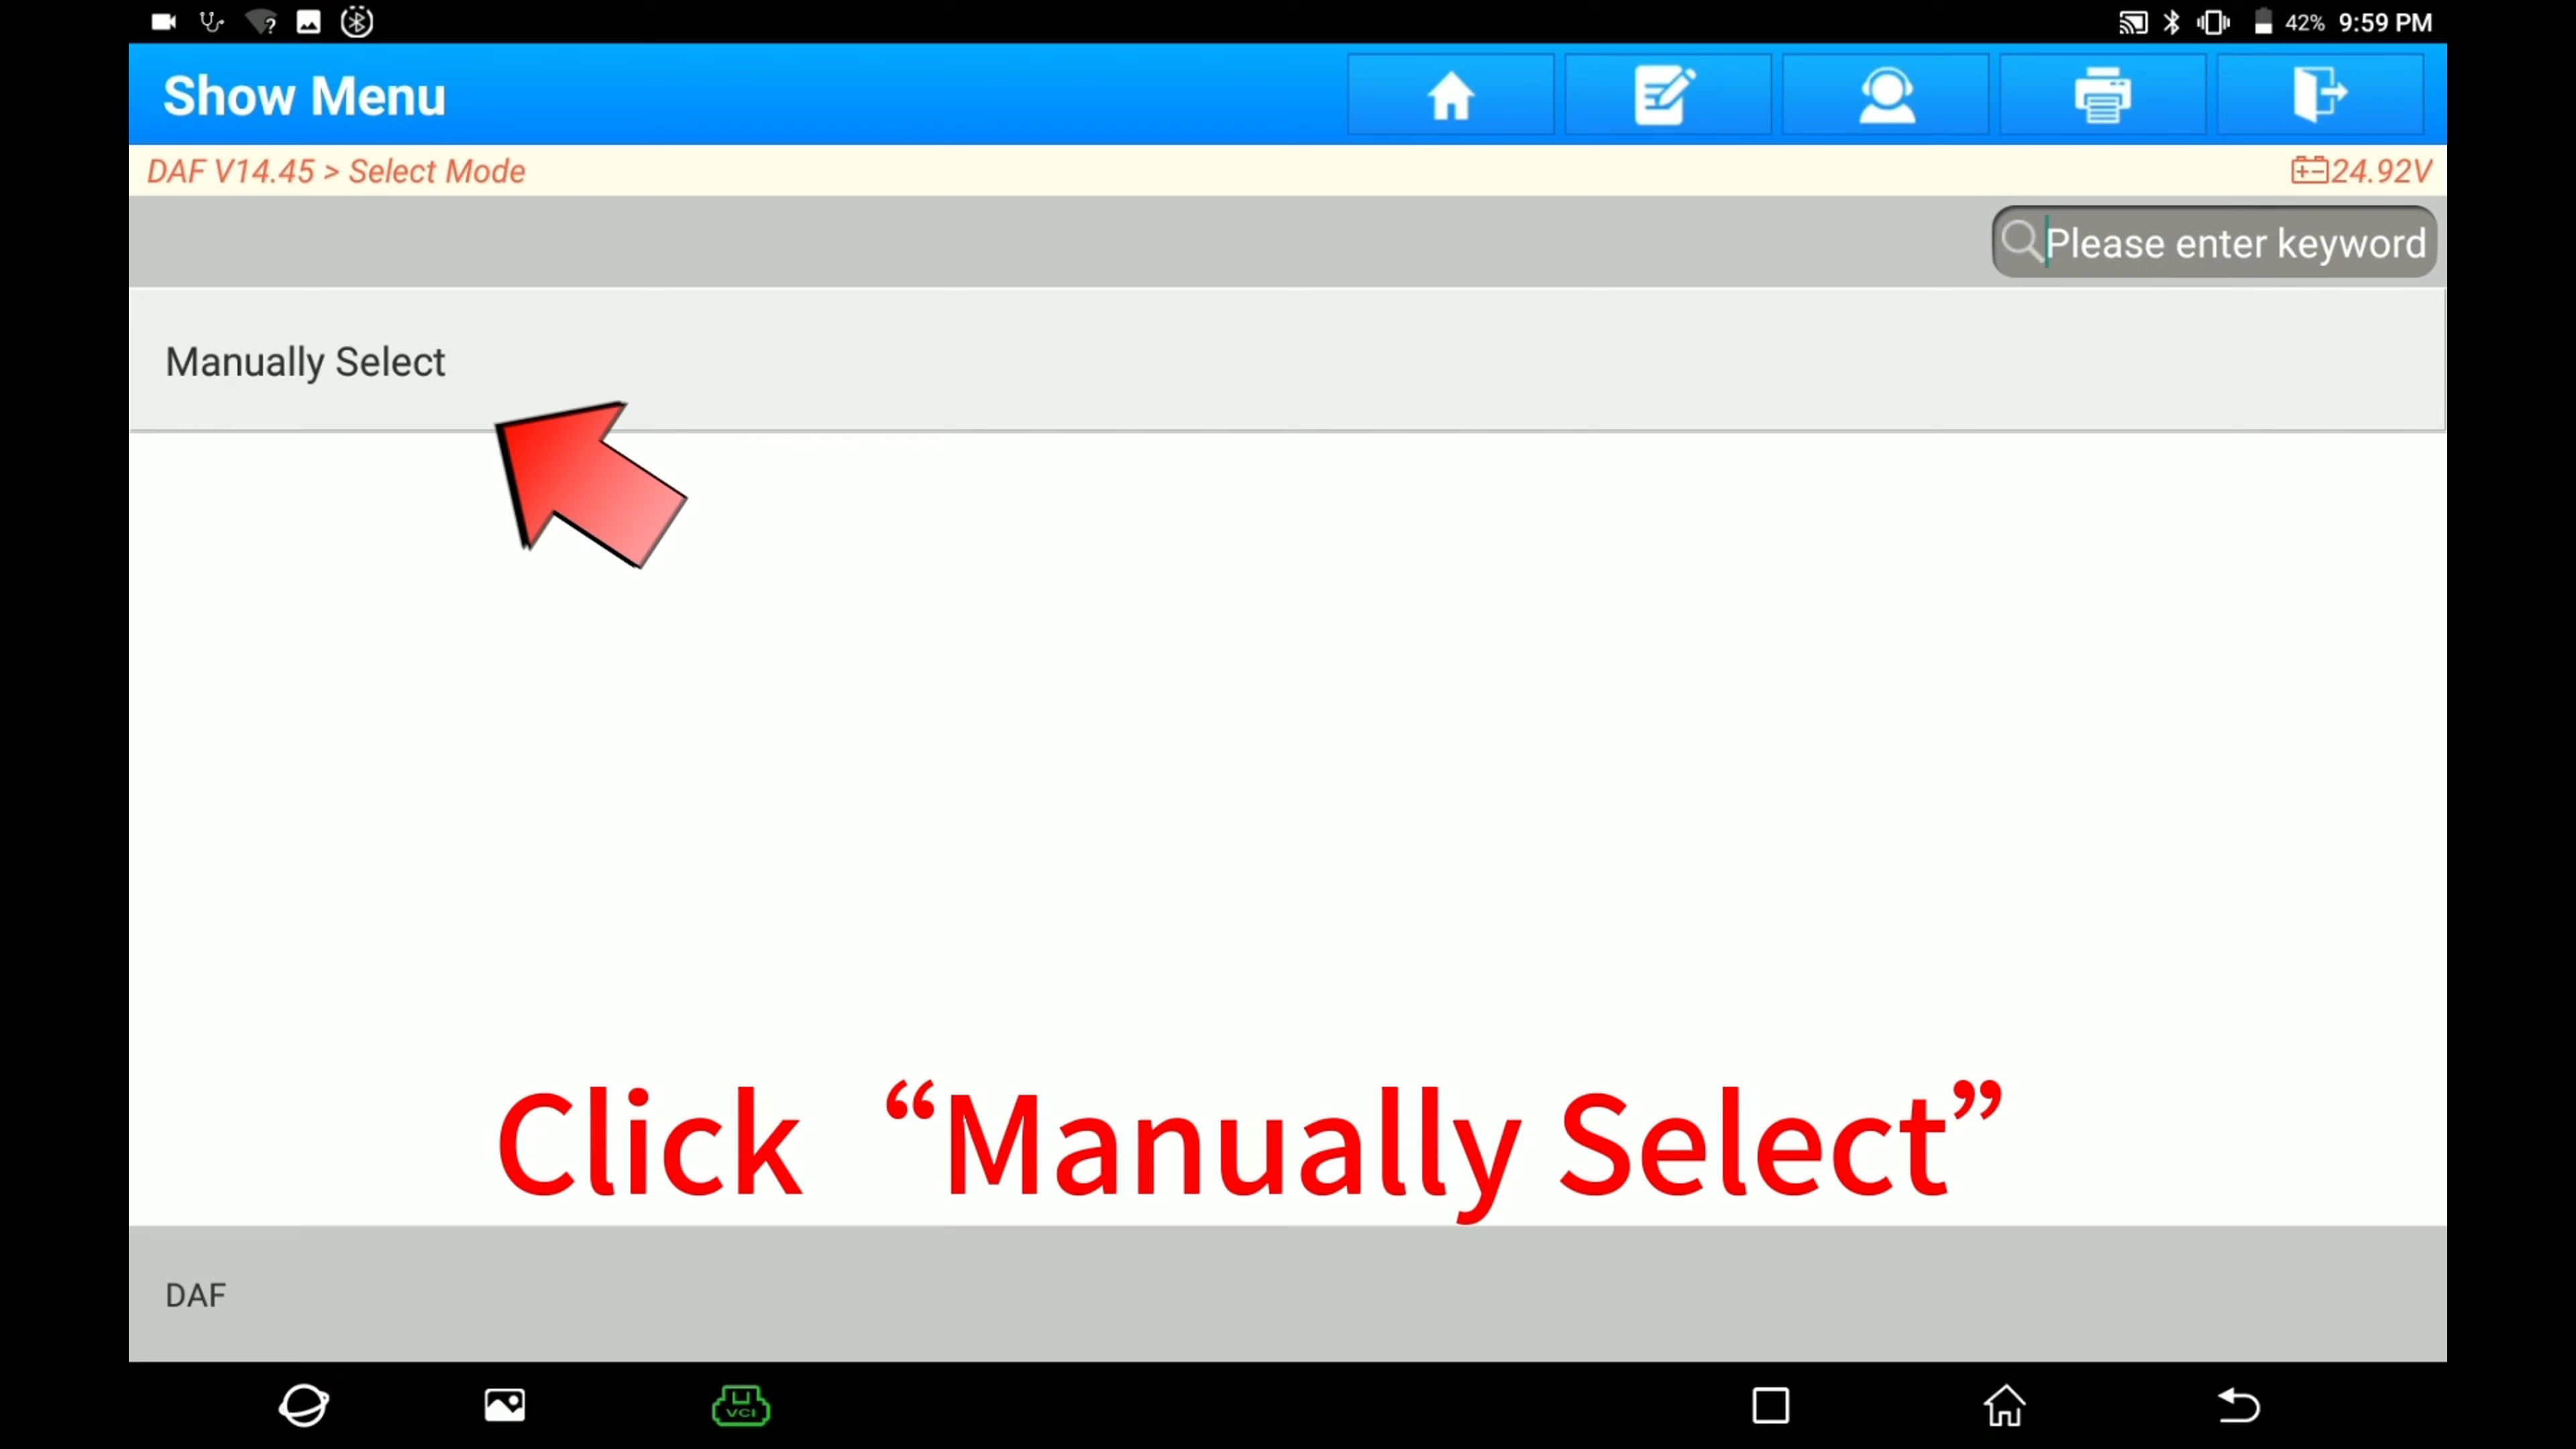 42% 9:59 PM
Show Menu
DAF V14.45 > Select Mode
24.92V
Please enter keyword
Manually Select
Click “Manually Select”
DAF
VCI